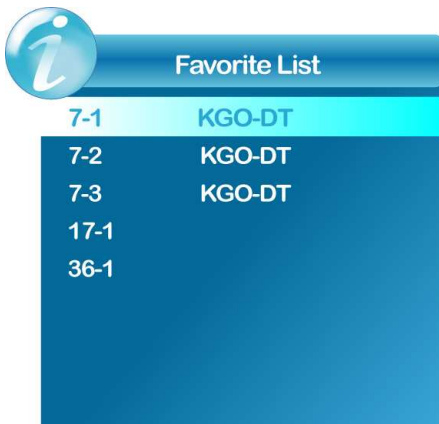 i
Favorite List
7-1 KGO-DT
7-2 KGO-DT
7-3 KGO-DT
17-1
36-1